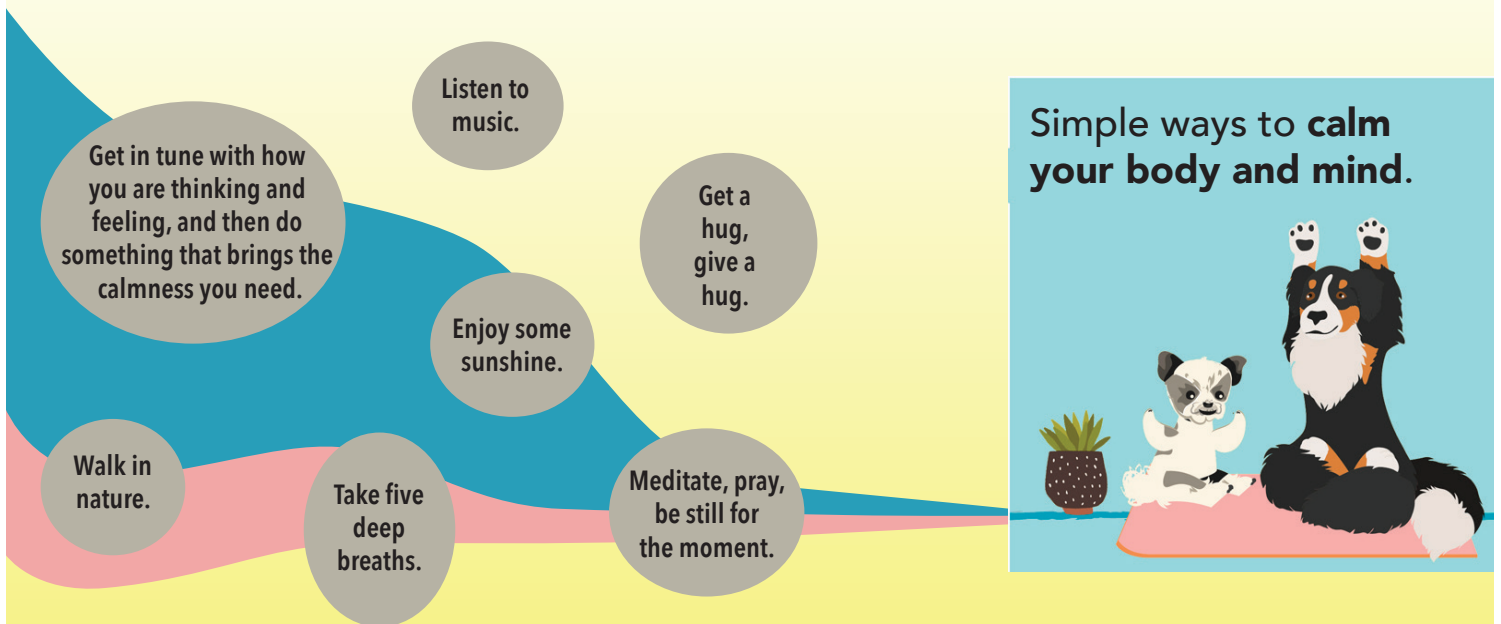 Get in tune with how
you are thinking and
feeling, and then do
something that brings the
calmness you need.
Listen to
music.
Get a
hug,
give a
hug.
Enjoy some
sunshine.
Walk in
nature.
Take five
deep
breaths.
Meditate, pray,
be still for
the moment.
Simple ways to calm
your body and mind.